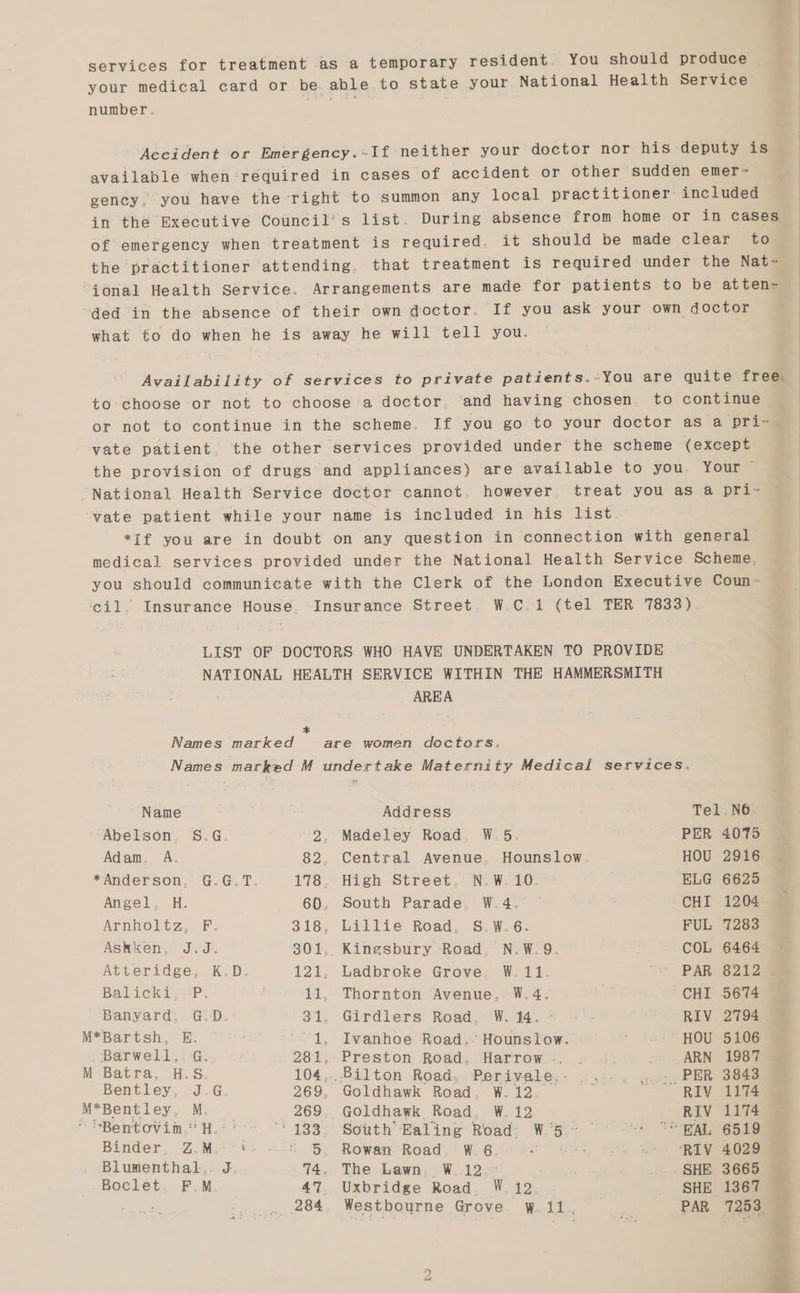 services for treatment as a temporary resident. You should produce
your medical card or be able to state your National Health Service
number.
Accident or Emergency.-If neither your doctor nor his deputy is
available when required in cases of accident or other sudden emer-
gency, you have the right to summon any local practitioner included
in the Executive Council's list. During absence from home or in cases
of emergency when treatment is required, it should be made clear to
the practitioner attending, that treatment is required under the Nat-
ional Health Service. Arrangements are made for patients to be atten-
ded in the absence of their own doctor. If you ask your own doctor
what to do when he is away he will tell you.
Availability of services to private patients.-You are quite free,
to choose or not to choose a doctor, and having chosen, to continue
or not to continue in the scheme. If you go to your doctor as a pri-
vate patient, the other services provided under the scheme (except
the provision of drugs and appliances) are available to you. Your
National Health Service doctor cannot, however, treat you as a pri-
vate patient while your name is included in his list.
*If you are in doubt on any question in connection with general
medical services provided under the National Health Service Scheme,
you should communicate with the Clerk of the London Executive Coun-
cil, Insurance House, Insurance Street. W.C.1 (tel TER 7833).
LIST OF DOCTORS WHO HAVE UNDERTAKEN TO PROVIDE
NATIONAL HEALTH SERVICE WITHIN THE HAMMERSMITH
AREA
Names marked * are women doctors.
Names marked M undertake Maternity Medical services.
Name Address Tel.No.
Abelson, S.G. 2, Madeley Road, W.5. PER 4075
Adam, A. 82, Central Avenue, Hounslow. HOU 2916
*Anderson, G.G.T. 178, High Street, N.W.10. ELG 6625
Angel, H. 60, South Parade, W.4. CHI 1204
Arnholtz, F. 318, Lillie Road, S.W.6. FUL 7283
Ashken, J.J. 301, Kingsbury Road, N.W.9. COL 6464
Atteridge, K.D. 121, Ladbroke Grove, W.11. PAR 8212
Balicki, P. 11, Thornton Avenue, W.4. CHI 5674
Banyard, G.D. 31, Girdlers Road, W.14. RIV 2794
M*Bartsh, E. 1, Ivanhoe Road, Hounslow. HOU 5106
Barwell, G. 281, Preston Road, Harrow. ARN 1987
M Batra, H.S. 104, Bilton Road, Perivale. PER 3843
Bentley, J.G. 269, Goldhawk Road, W.12. RIV 1174
M*Bentley, M. 269, Goldhawk Road, W.12 RIV 1174
Bentovim, H. 133, South Ealing Road, W.5. EAL 6519
Binder, Z.M. 5, Rowan Road, W.6. RIV 4029
Blumenthal, J. 74, The Lawn, W.12. SHE 3665
Boclet, F.M. 47, Uxbridge Road, W.12. SHE 1367
284, Westbourne Grove, W.11. PAR 7253
2